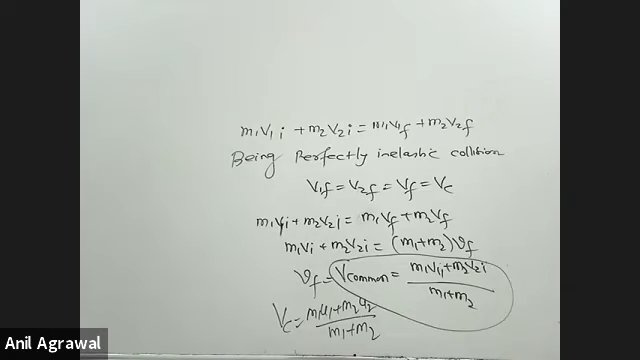 m₁V₁i + m₂V₂i = m₁V₁f + m₂V₂f
Being Perfectly inelastic collision
V₁f = V₂f = Vf = Vc
m₁V₁i + m₂V₂i = m₁Vf + m₂Vf
m₁Vi + m₂V₂i = (m₁+m₂)Vf
Vf = Vcommon = (m₁V₁i + m₂V₂i)/(m₁+m₂)
Vc = (m₁u₁ + m₂u₂)/(m₁+m₂)
Anil Agrawal